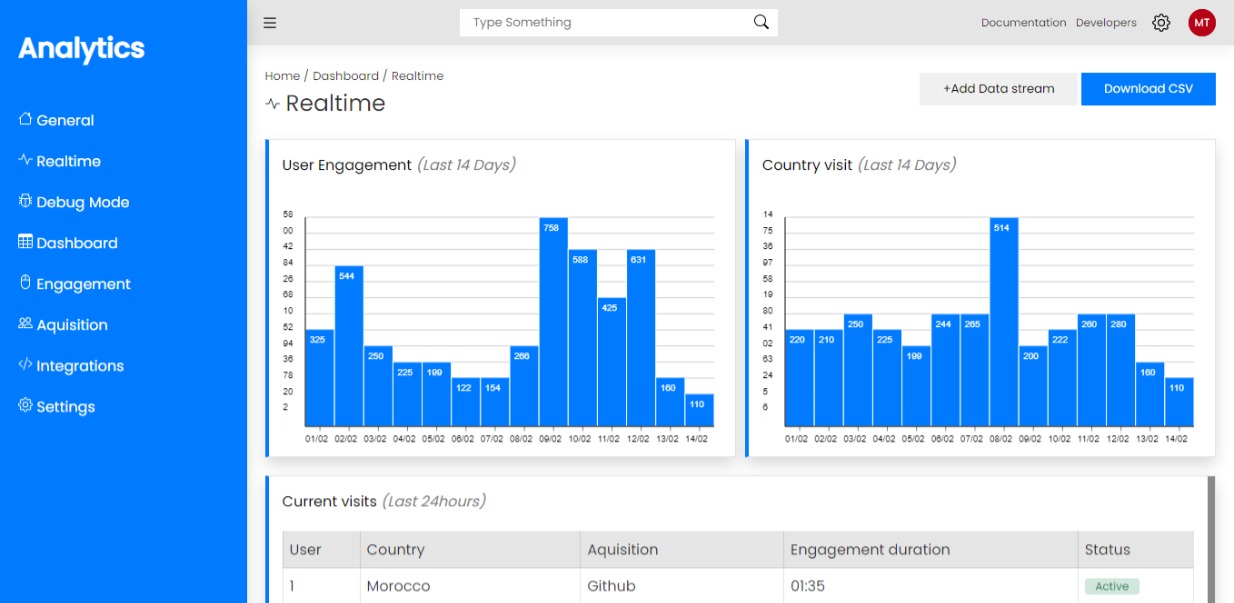 Analytics
General
Realtime
Debug Mode
Dashboard
Engagement
Aquisition
Integrations
Settings
Type Something
Documentation Developers MT
Home / Dashboard / Realtime
Realtime
+Add Data stream Download CSV
User Engagement (Last 14 Days)
58
00
42
84
26
68
10
52
94
36
78
20
2
325 544 250 225 199 122 154 266 758 588 425 631 160 110
01/02 02/02 03/02 04/02 05/02 06/02 07/02 08/02 09/02 10/02 11/02 12/02 13/02 14/02
Country visit (Last 14 Days)
14
75
36
97
58
19
80
41
02
63
24
5
6
220 210 250 225 199 244 265 514 200 222 260 280 160 110
01/02 02/02 03/02 04/02 05/02 06/02 07/02 08/02 09/02 10/02 11/02 12/02 13/02 14/02
Current visits (Last 24hours)
User Country Aquisition Engagement duration Status
1 Morocco Github 01:35 Active